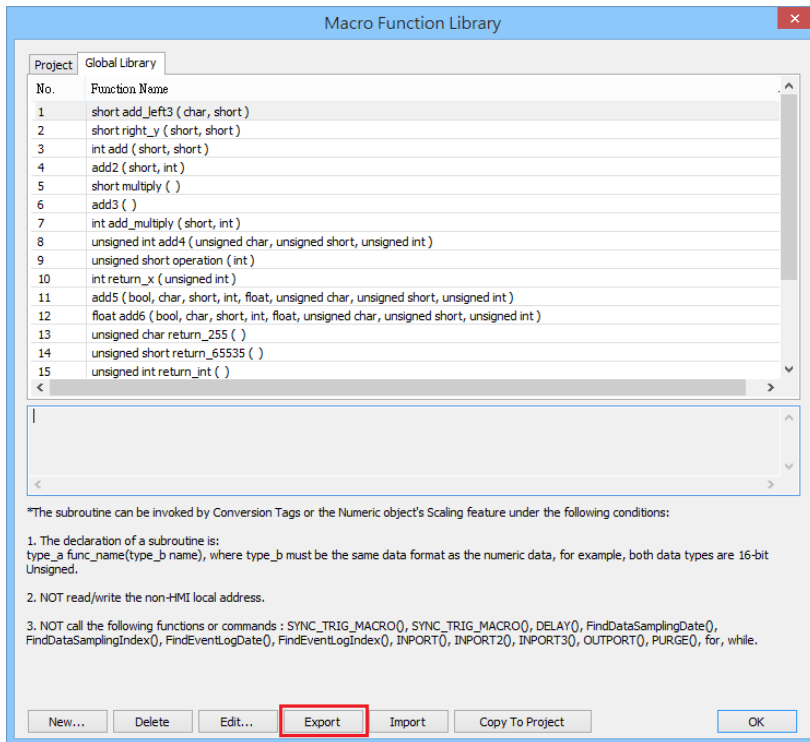 Macro Function Library
Project Global Library
No. Function Name
1 short add_left3 ( char, short )
2 short right_y ( short, short )
3 int add ( short, short )
4 add2 ( short, int )
5 short multiply ( )
6 add3 ( )
7 int add_multiply ( short, int )
8 unsigned int add4 ( unsigned char, unsigned short, unsigned int )
9 unsigned short operation ( int )
10 int return_x ( unsigned int )
11 add5 ( bool, char, short, int, float, unsigned char, unsigned short, unsigned int )
12 float add6 ( bool, char, short, int, float, unsigned char, unsigned short, unsigned int )
13 unsigned char return_255 ( )
14 unsigned short return_65535 ( )
15 unsigned int return_int ( )
*The subroutine can be invoked by Conversion Tags or the Numeric object's Scaling feature under the following conditions:
1. The declaration of a subroutine is:
type_a func_name(type_b name), where type_b must be the same data format as the numeric data, for example, both data types are 16-bit
Unsigned.
2. NOT read/write the non-HMI local address.
3. NOT call the following functions or commands : SYNC_TRIG_MACRO(), SYNC_TRIG_MACRO(), DELAY(), FindDataSamplingDate(),
FindDataSamplingIndex(), FindEventLogDate(), FindEventLogIndex(), INPORT(), INPORT2(), INPORT3(), OUTPORT(), PURGE(), for, while.
New... Delete Edit... Export Import Copy To Project OK